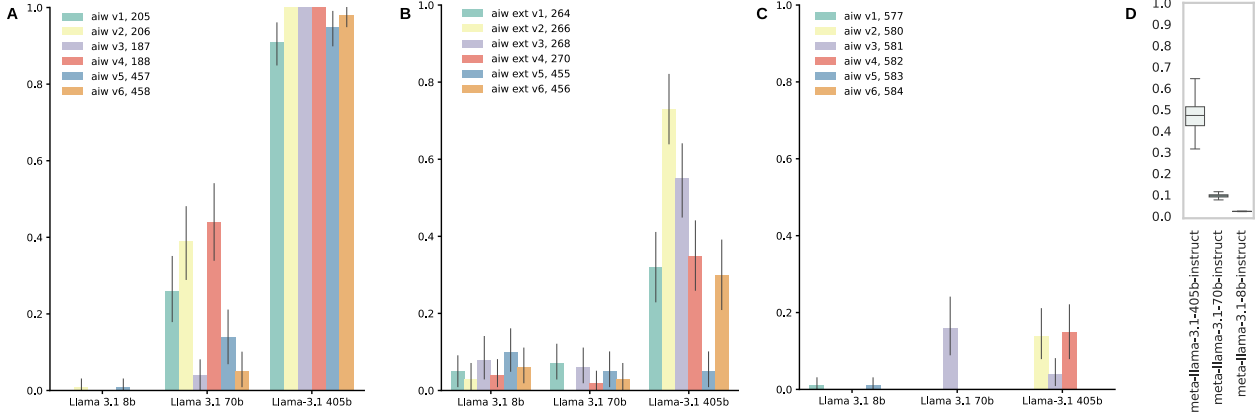 A
aiw v1, 205
aiw v2, 206
aiw v3, 187
aiw v4, 188
aiw v5, 457
aiw v6, 458
1.0
0.8
0.6
0.4
0.2
0.0
Llama 3.1 8b
Llama 3.1 70b
Llama-3.1 405b
B
aiw ext v1, 264
aiw ext v2, 266
aiw ext v3, 268
aiw ext v4, 270
aiw ext v5, 455
aiw ext v6, 456
1.0
0.8
0.6
0.4
0.2
0.0
Llama 3.1 8b
Llama 3.1 70b
Llama-3.1 405b
C
aiw v1, 577
aiw v2, 580
aiw v3, 581
aiw v4, 582
aiw v5, 583
aiw v6, 584
1.0
0.8
0.6
0.4
0.2
0.0
Llama 3.1 8b
Llama 3.1 70b
Llama-3.1 405b
D
1.0
0.9
0.8
0.7
0.6
0.5
0.4
0.3
0.2
0.1
0.0
meta-llama-3.1-405b-instruct
meta-llama-3.1-70b-instruct
meta-llama-3.1-8b-instruct